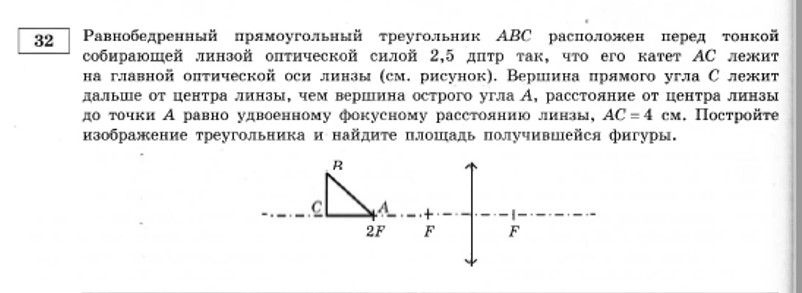 32
Равнобедренный прямоугольный треугольник ABC расположен перед тонкой
собирающей линзой оптической силой 2,5 дптр так, что его катет AC лежит
на главной оптической оси линзы (см. рисунок). Вершина прямого угла C лежит
дальше от центра линзы, чем вершина острого угла A, расстояние от центра линзы
до точки A равно удвоенному фокусному расстоянию линзы, AC = 4 см. Постройте
изображение треугольника и найдите площадь получившейся фигуры.
B
C A
2F F F